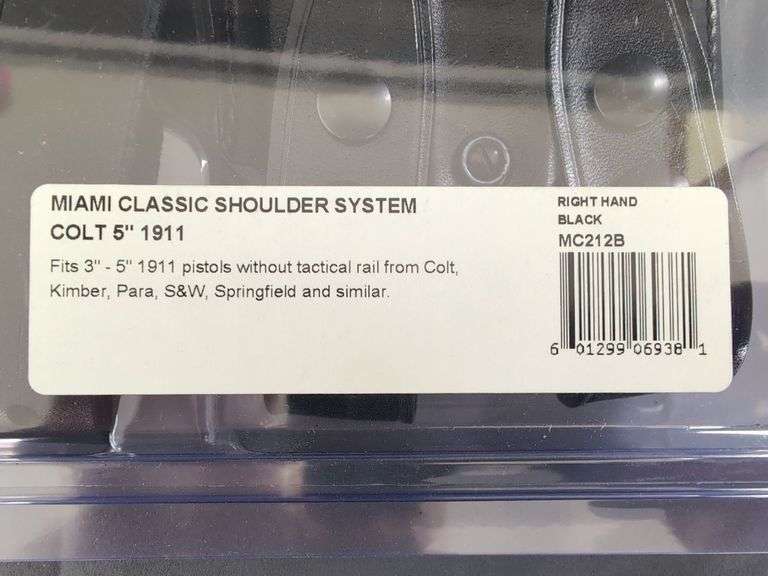 MIAMI CLASSIC SHOULDER SYSTEM
COLT 5" 1911
Fits 3" - 5" 1911 pistols without tactical rail from Colt,
Kimber, Para, S&W, Springfield and similar.
RIGHT HAND
BLACK
MC212B
6 01299 06938 1